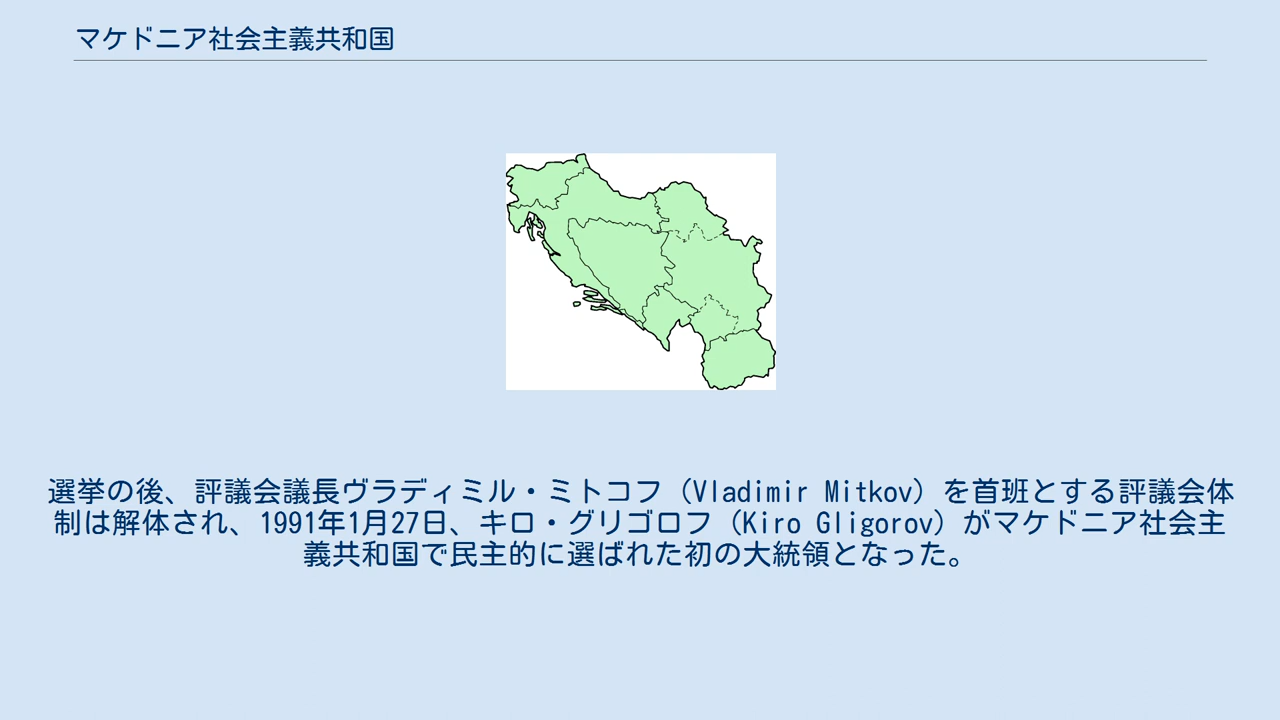 マケドニア社会主義共和国
選挙の後、評議会議長ヴラディミル・ミトコフ（Vladimir Mitkov）を首班とする評議会体
制は解体され、1991年1月27日、キロ・グリゴロフ（Kiro Gligorov）がマケドニア社会主
義共和国で民主的に選ばれた初の大統領となった。